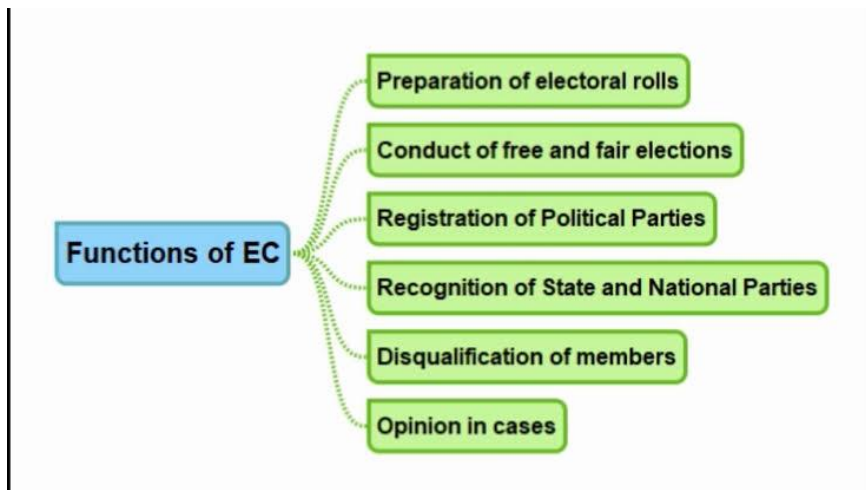 Functions of EC
Preparation of electoral rolls
Conduct of free and fair elections
Registration of Political Parties
Recognition of State and National Parties
Disqualification of members
Opinion in cases